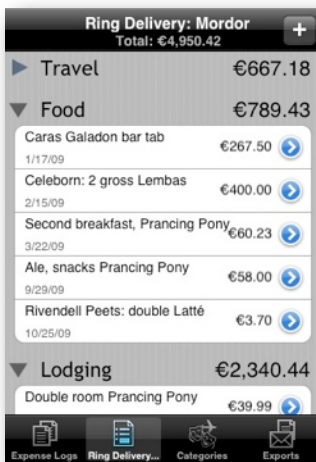 Ring Delivery: Mordor
Total: €4,950.42
+
Travel €667.18
Food €789.43
Caras Galadon bar tab
€267.50
1/17/09
Celeborn: 2 gross Lembas
€400.00
2/15/09
Second breakfast, Prancing Pony
€60.23
3/22/09
Ale, snacks Prancing Pony
€58.00
9/29/09
Rivendell Peets: double Latté
€3.70
10/25/09
Lodging €2,340.44
Double room Prancing Pony
€39.99
Expense Logs Ring Delivery... Categories Exports